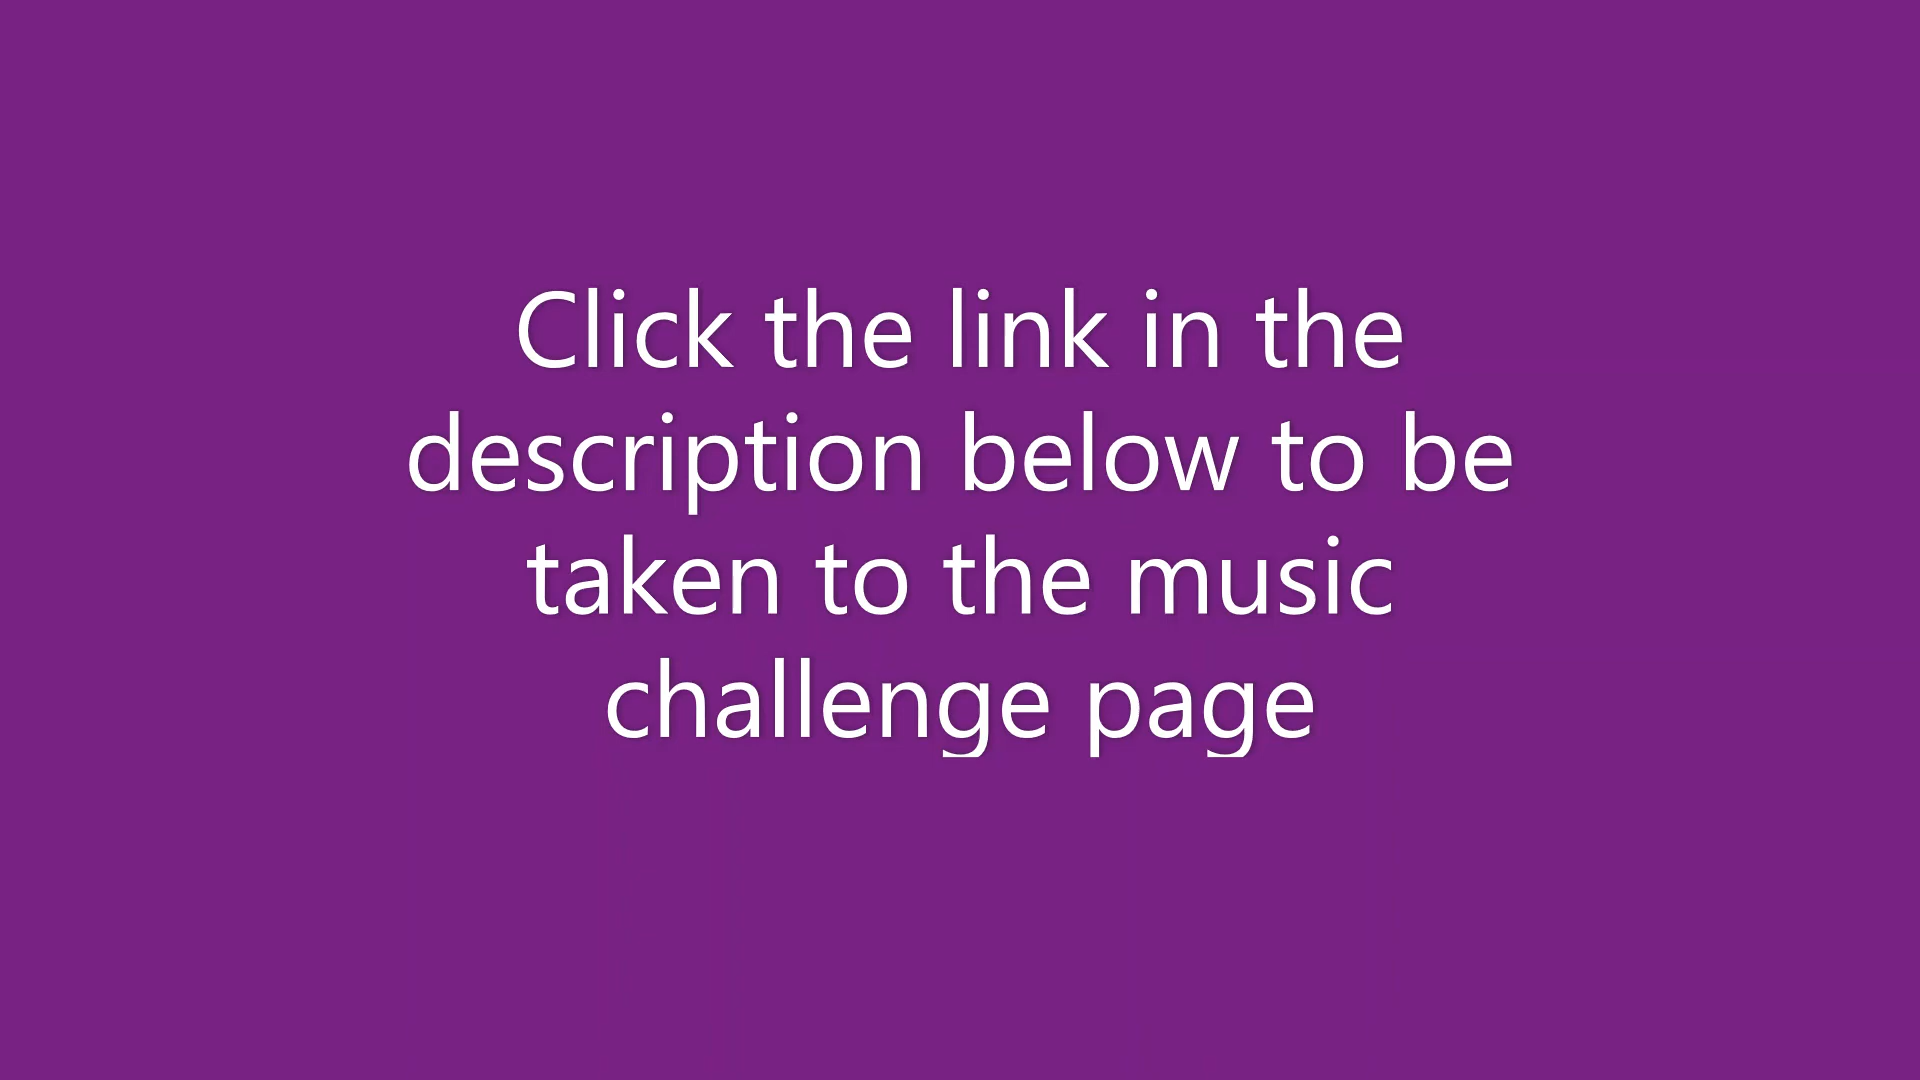 Click the link in the
description below to be
taken to the music
challenge page